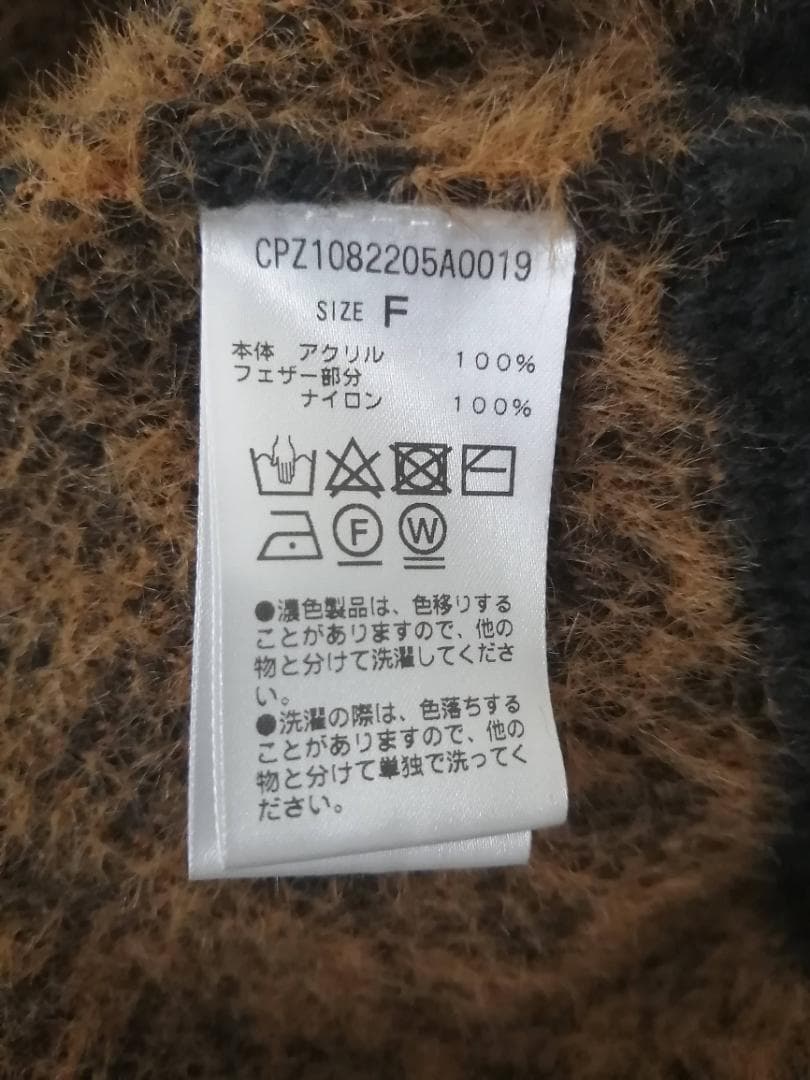 CPZ1082205A0019
SIZE F
本体 アクリル 100%
フェザー部分
ナイロン 100%
F W
●濃色製品は、色移りする
ことがありますので、他の
物と分けて洗濯してくださ
い。
●洗濯の際は、色落ちする
ことがありますので、他の
物と分けて単独で洗ってく
ださい。